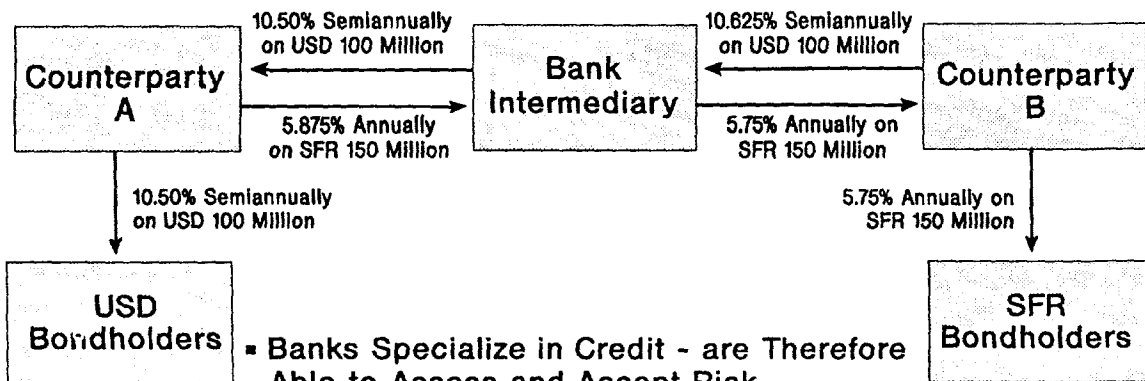 10.50% Semiannually
on USD 100 Million
10.625% Semiannually
on USD 100 Million
Counterparty
A
Bank
Intermediary
Counterparty
B
5.875% Annually
on SFR 150 Million
5.75% Annually on
SFR 150 Million
10.50% Semiannually
on USD 100 Million
5.75% Annually on
SFR 150 Million
USD
Bondholders
SFR
Bondholders
▪ Banks Specialize in Credit - are Therefore
Able to Assess and Accept Risk